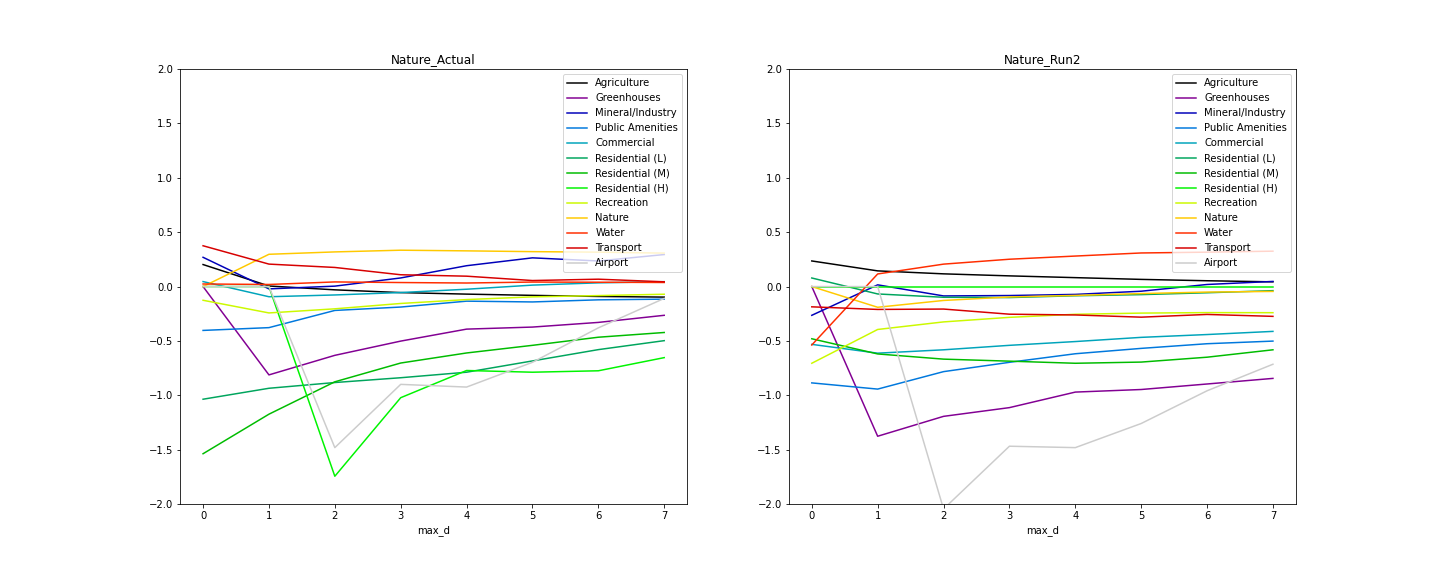 Nature_Actual
2.0
1.5
1.0
0.5
0.0
−0.5
−1.0
−1.5
−2.0
0 1 2 3 4 5 6 7
max_d
Agriculture
Greenhouses
Mineral/Industry
Public Amenities
Commercial
Residential (L)
Residential (M)
Residential (H)
Recreation
Nature
Water
Transport
Airport
Nature_Run2
2.0
1.5
1.0
0.5
0.0
−0.5
−1.0
−1.5
−2.0
0 1 2 3 4 5 6 7
max_d
Agriculture
Greenhouses
Mineral/Industry
Public Amenities
Commercial
Residential (L)
Residential (M)
Residential (H)
Recreation
Nature
Water
Transport
Airport